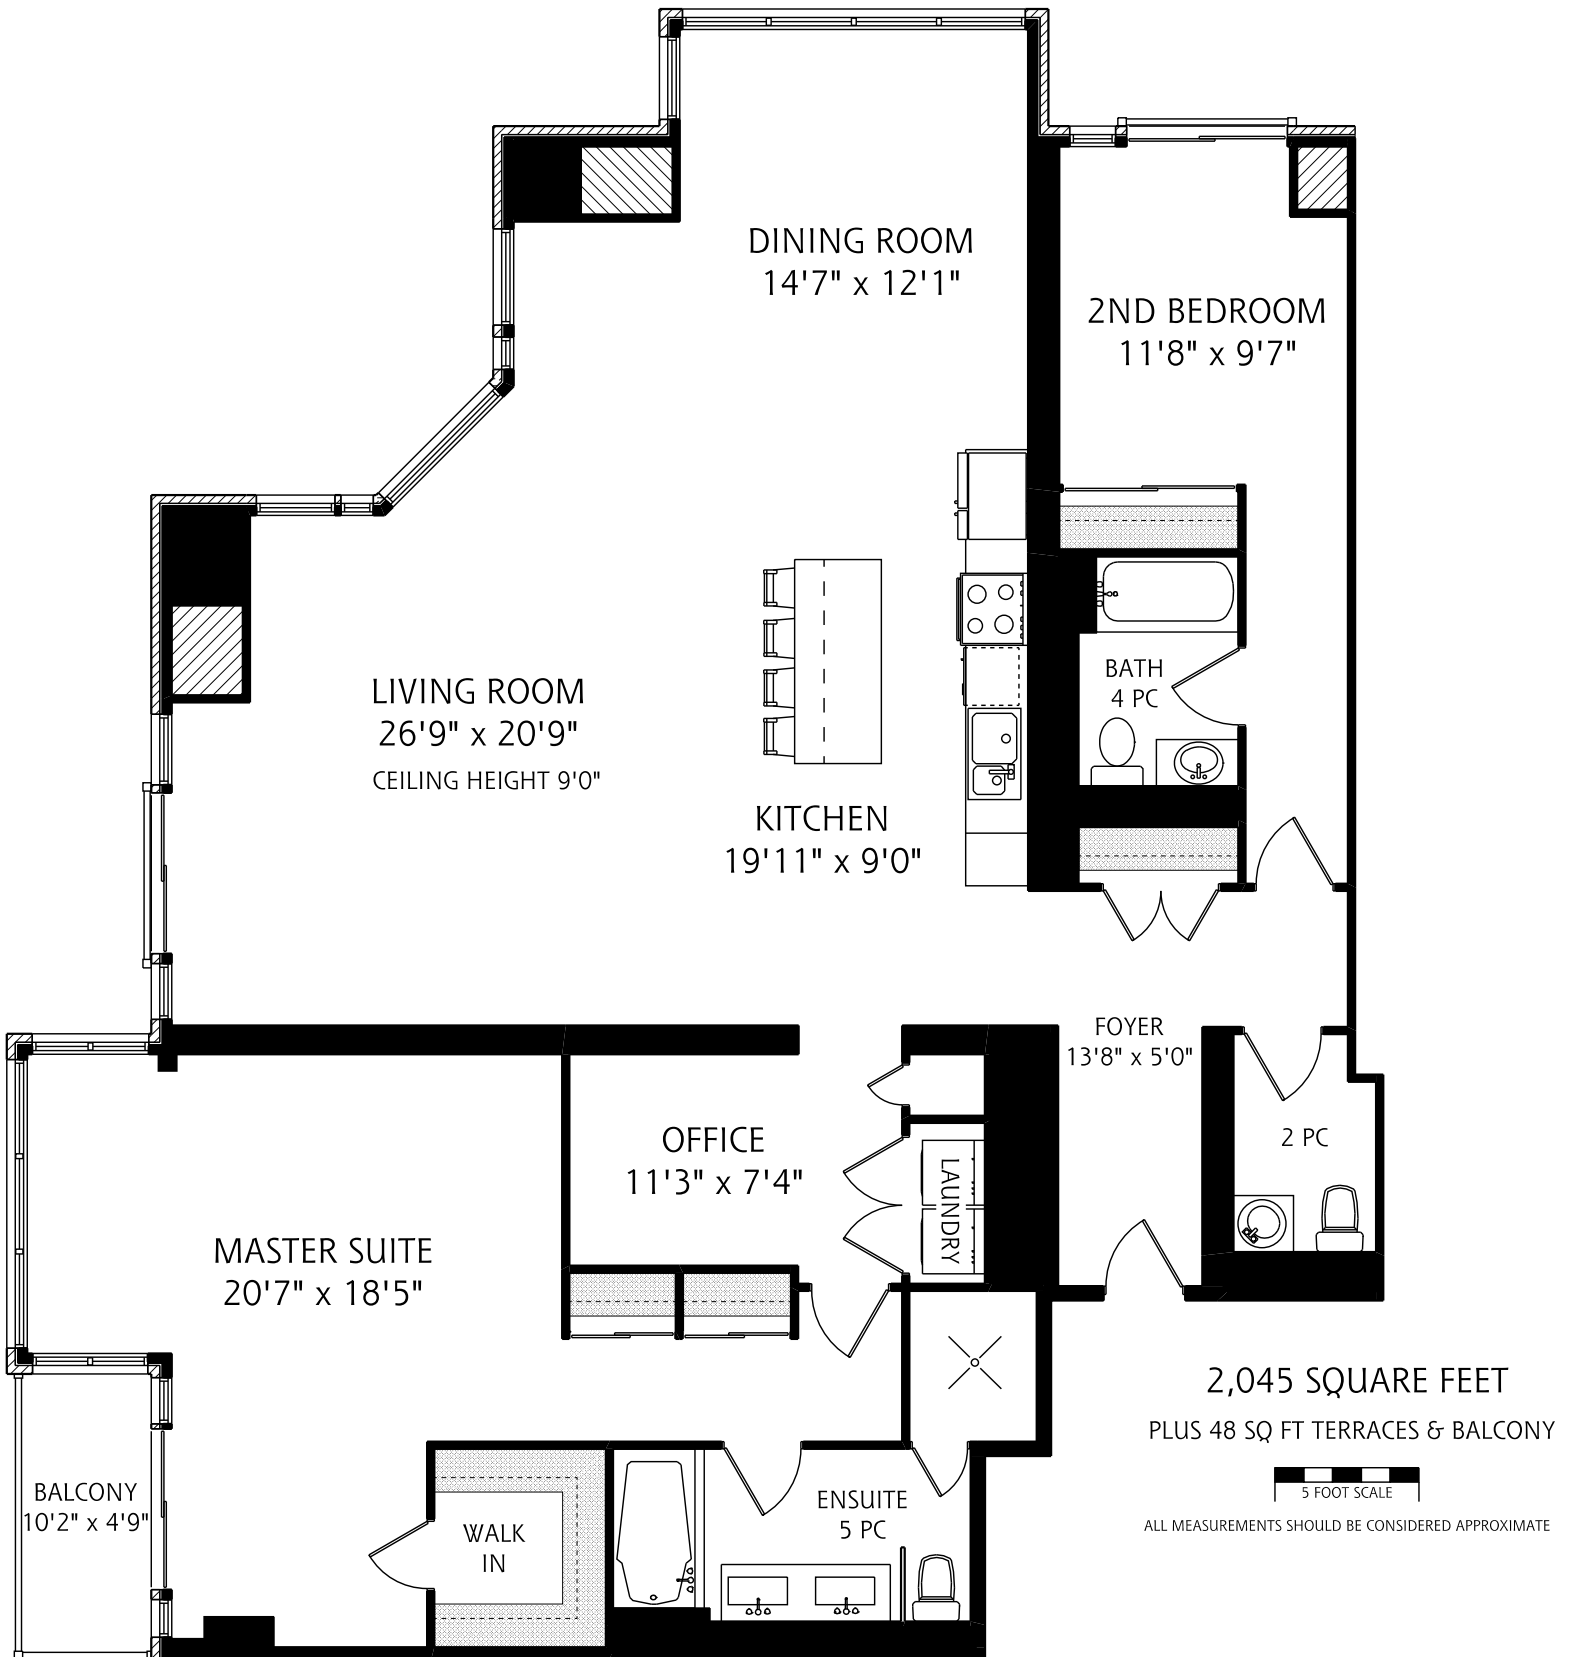 DINING ROOM
14'7" x 12'1"
2ND BEDROOM
11'8" x 9'7"
LIVING ROOM
26'9" x 20'9"
CEILING HEIGHT 9'0"
BATH
4 PC
KITCHEN
19'11" x 9'0"
FOYER
13'8" x 5'0"
OFFICE
11'3" x 7'4"
LAUNDRY
2 PC
MASTER SUITE
20'7" x 18'5"
2,045 SQUARE FEET
PLUS 48 SQ FT TERRACES & BALCONY
5 FOOT SCALE
ALL MEASUREMENTS SHOULD BE CONSIDERED APPROXIMATE
BALCONY
10'2" x 4'9"
WALK
IN
ENSUITE
5 PC